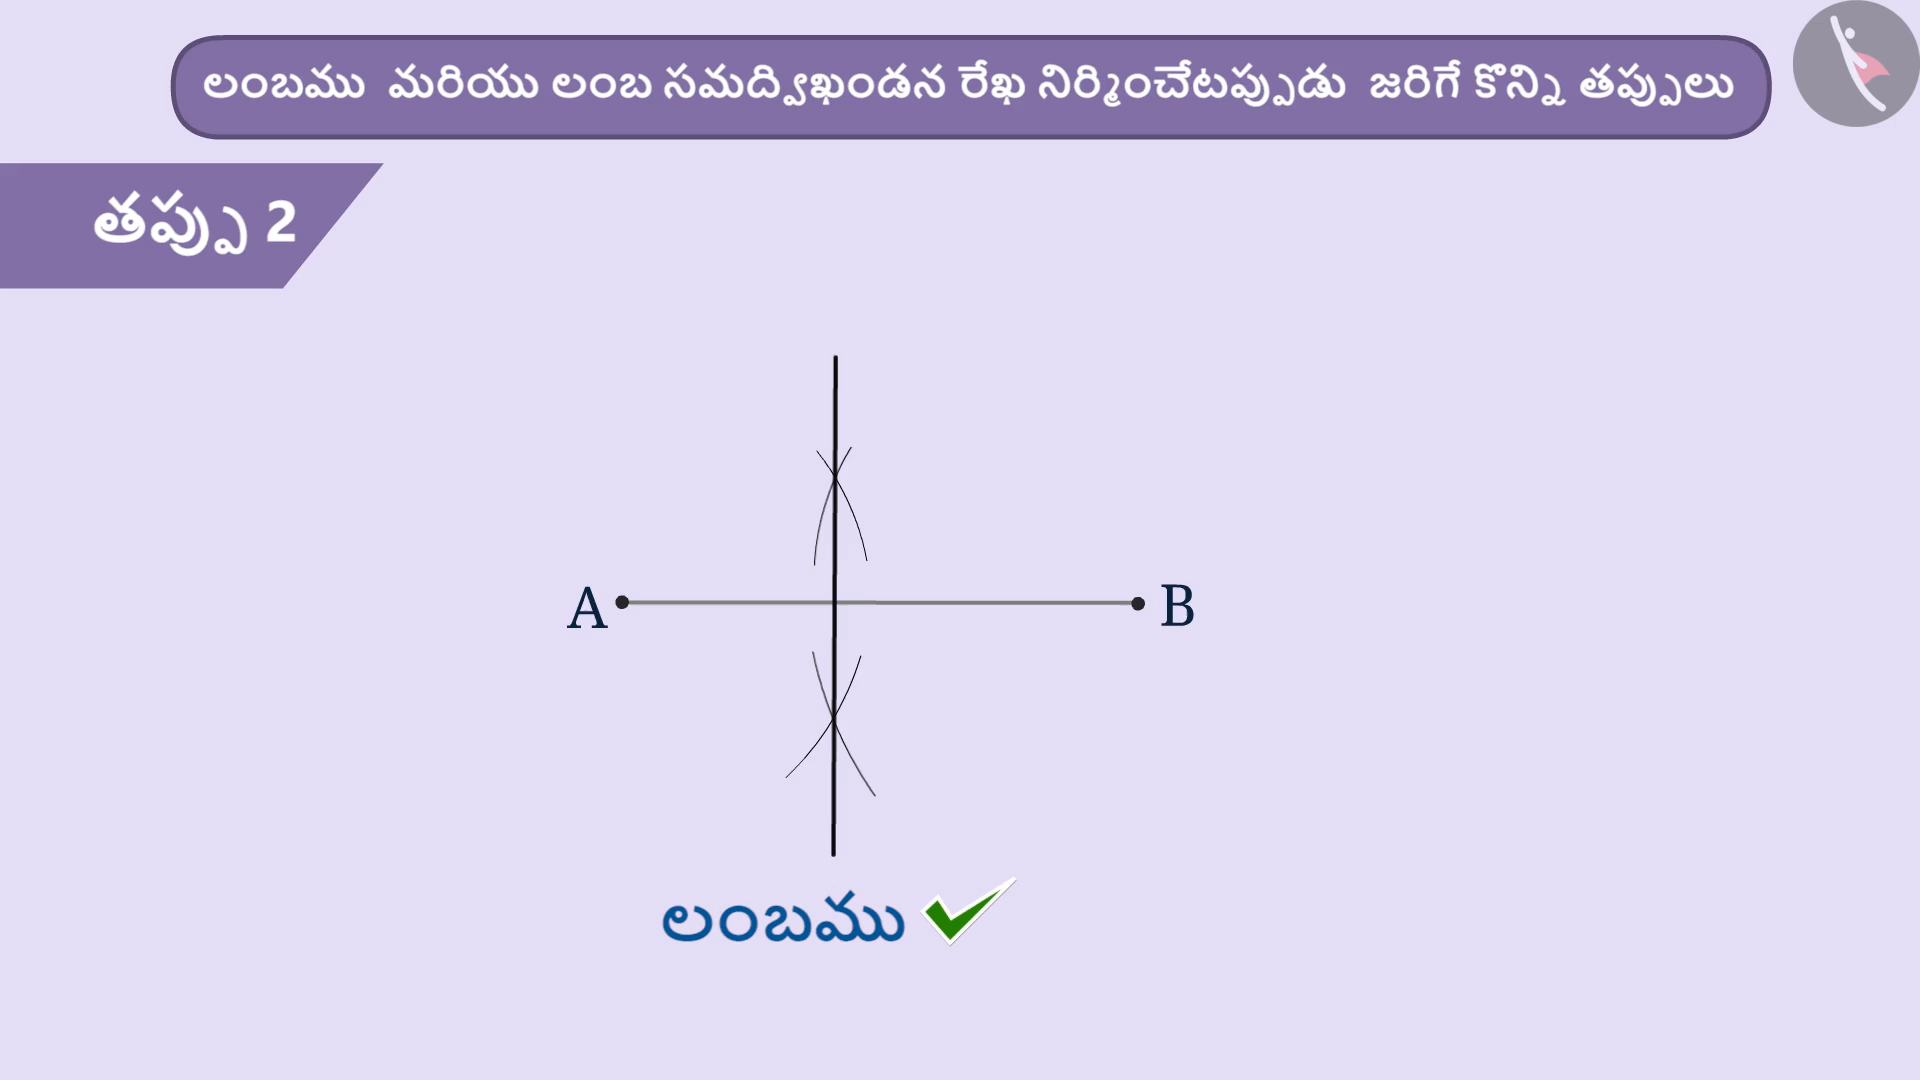 లంబము మరియు లంబ సమద్విఖండన రేఖ నిర్మించేటప్పుడు జరిగే కొన్ని తప్పులు
తప్పు 2
A
B
లంబము